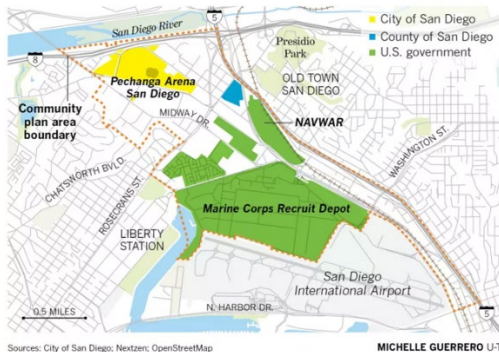 San Diego River
5
City of San Diego
County of San Diego
U.S. government
8
Presidio
Park
Pechanga Arena
San Diego
OLD TOWN
SAN DIEGO
Community
plan area
boundary
MIDWAY DR.
NAVWAR
WASHINGTON ST.
CHATSWORTH BVLD.
ROSECRANS ST.
Marine Corps Recruit Depot
LIBERTY
STATION
San Diego
International Airport
0.5 MILES
N. HARBOR DR.
5
Sources: City of San Diego; Nextzen; OpenStreetMap
MICHELLE GUERRERO U-T